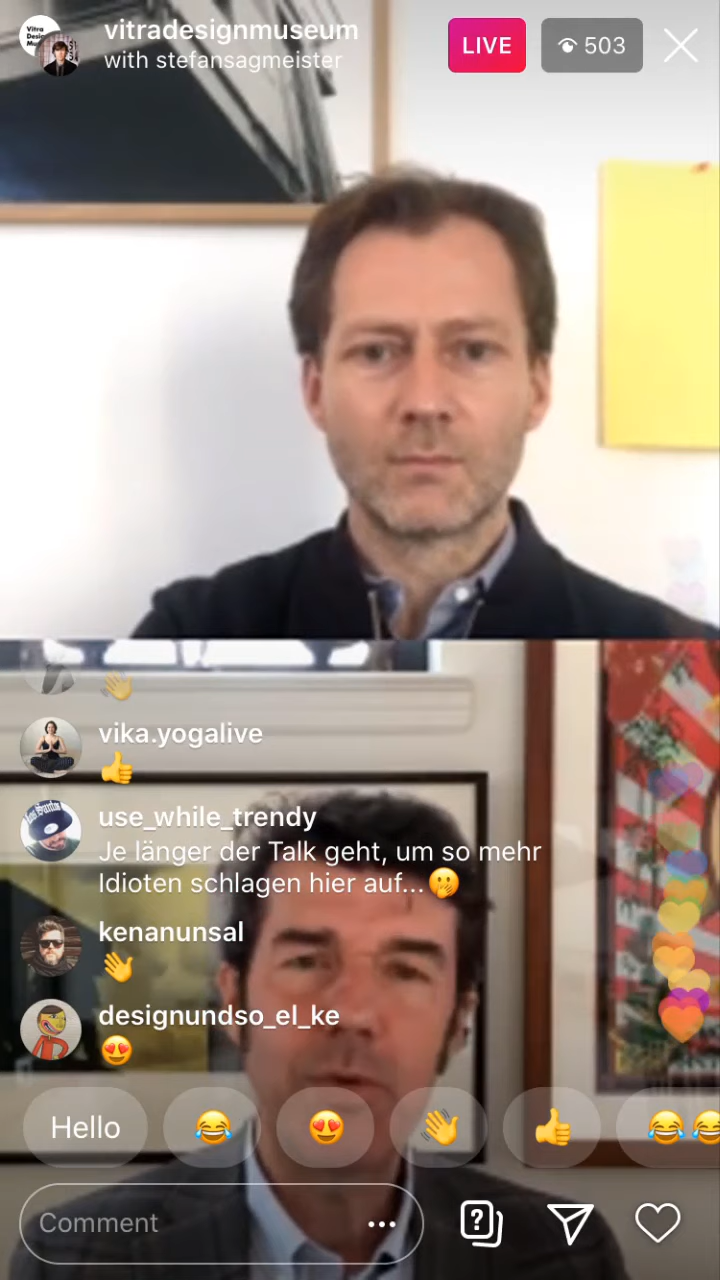 Vitra
vitradesignmuseum
with stefansagmeister
LIVE
503
👋
vika.yogalive
👍
use_while_trendy
Je länger der Talk geht, um so mehr
Idioten schlagen hier auf...🤭
kenanunsal
👋
designundso_el_ke
😍
Hello 😂 😍 👋 👍 😂😂
Comment